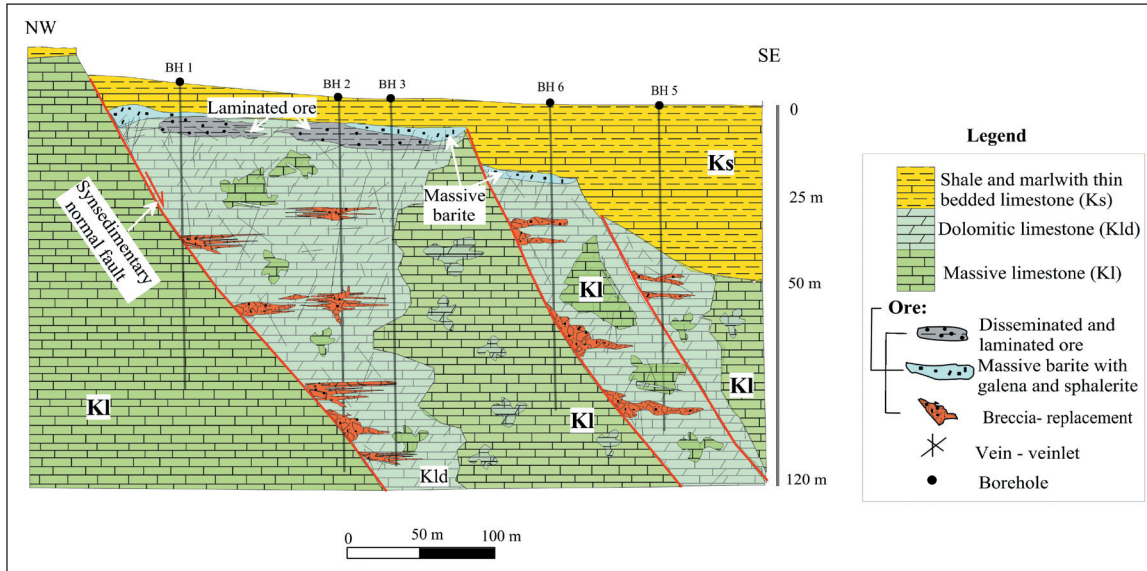 NW
SE
BH 1
BH 2
BH 3
BH 6
BH 5
Laminated ore
Synsedimentary
normal fault
Massive
barite
Ks
Kl
Kl
Kl
Kl
Kld
0
25 m
50 m
120 m
0
50 m
100 m
Legend
Shale and marlwith thin
bedded limestone (Ks)
Dolomitic limestone (Kld)
Massive limestone (Kl)
Ore:
Disseminated and
laminated ore
Massive barite with
galena and sphalerite
Breccia- replacement
Vein - veinlet
Borehole